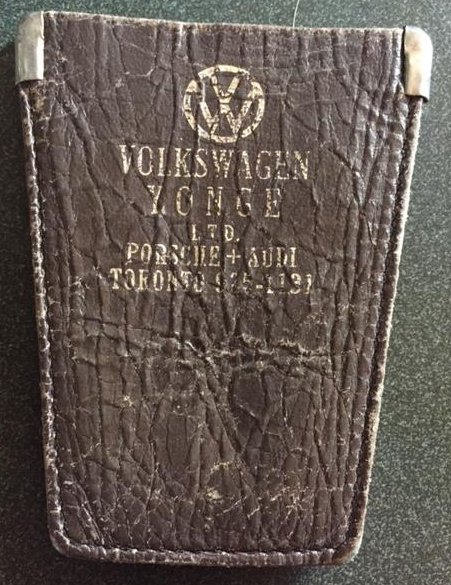 VOLKSWAGEN
YONGE
LTD.
PORSCHE + AUDI
TORONTO